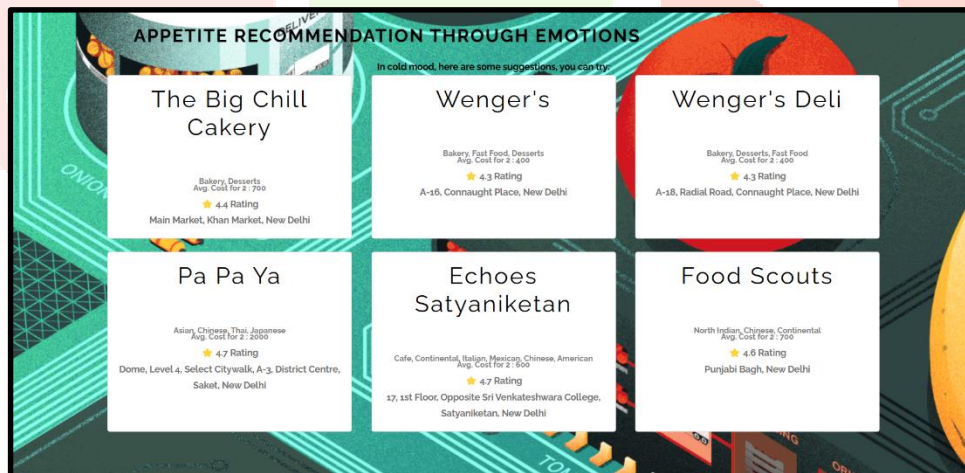 DELIVER
APPETITE RECOMMENDATION THROUGH EMOTIONS
In cold mood, here are some suggestions, you can try:
The Big Chill
Cakery
Bakery, Desserts
Avg. Cost for 2 : 700
4.4 Rating
Main Market, Khan Market, New Delhi
Wenger's
Bakery, Fast Food, Desserts
Avg. Cost for 2 : 400
4.3 Rating
A-16, Connaught Place, New Delhi
Wenger's Deli
Bakery, Desserts, Fast Food
Avg. Cost for 2 : 400
4.3 Rating
A-18, Radial Road, Connaught Place, New Delhi
ONION
Pa Pa Ya
Asian, Chinese, Thai, Japanese
Avg. Cost for 2 : 2000
4.7 Rating
Dome, Level 4, Select Citywalk, A-3, District Centre,
Saket, New Delhi
Echoes
Satyaniketan
Cafe, Continental, Italian, Mexican, Chinese, American
Avg. Cost for 2 : 600
4.7 Rating
17, 1st Floor, Opposite Sri Venkateshwara College,
Satyaniketan, New Delhi
Food Scouts
North Indian, Chinese, Continental
Avg. Cost for 2 : 700
4.6 Rating
Punjabi Bagh, New Delhi